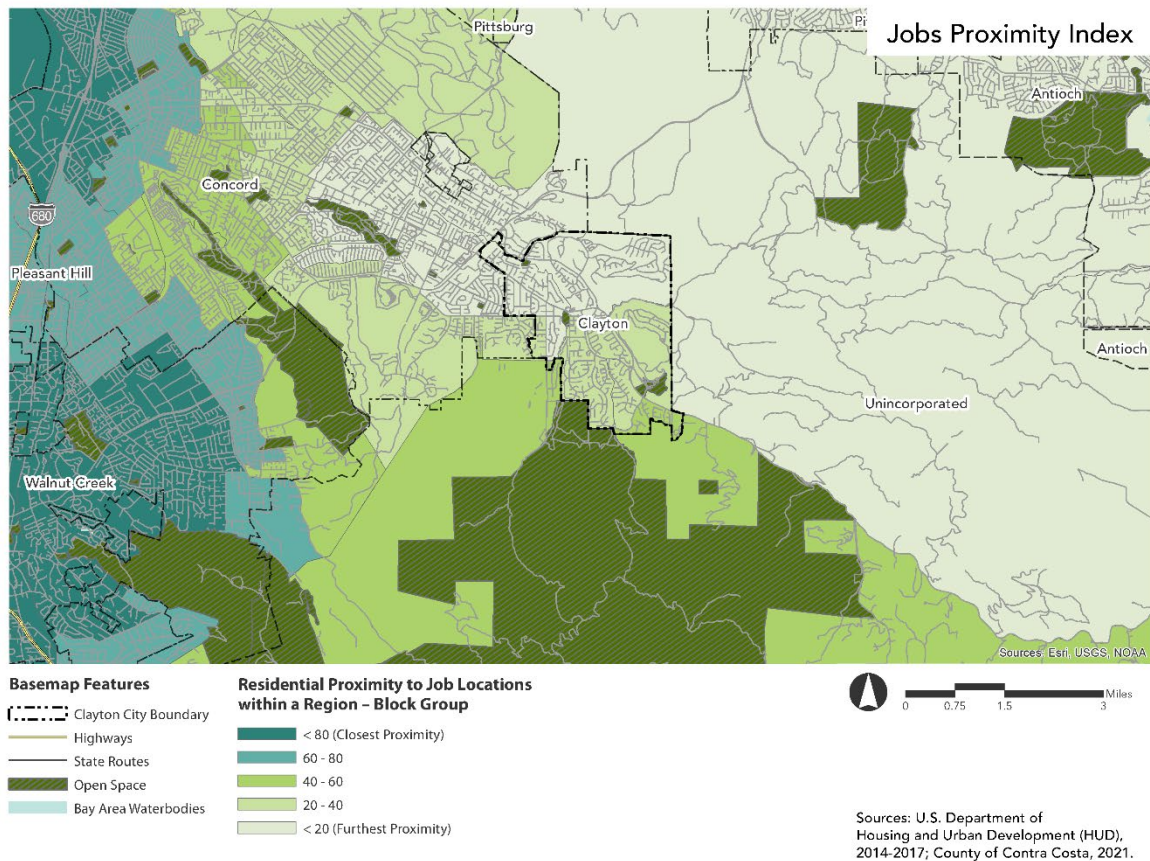 Jobs Proximity Index
Pittsburg
Pi
Antioch
Concord
680
Pleasant Hill
Clayton
Antioch
Unincorporated
Walnut Creek
Sources: Esri, USGS, NOAA
Basemap Features
Clayton City Boundary
Highways
State Routes
Open Space
Bay Area Waterbodies
Residential Proximity to Job Locations
within a Region – Block Group
< 80 (Closest Proximity)
60 - 80
40 - 60
20 - 40
< 20 (Furthest Proximity)
Miles
0 0.75 1.5 3
Sources: U.S. Department of
Housing and Urban Development (HUD),
2014-2017; County of Contra Costa, 2021.